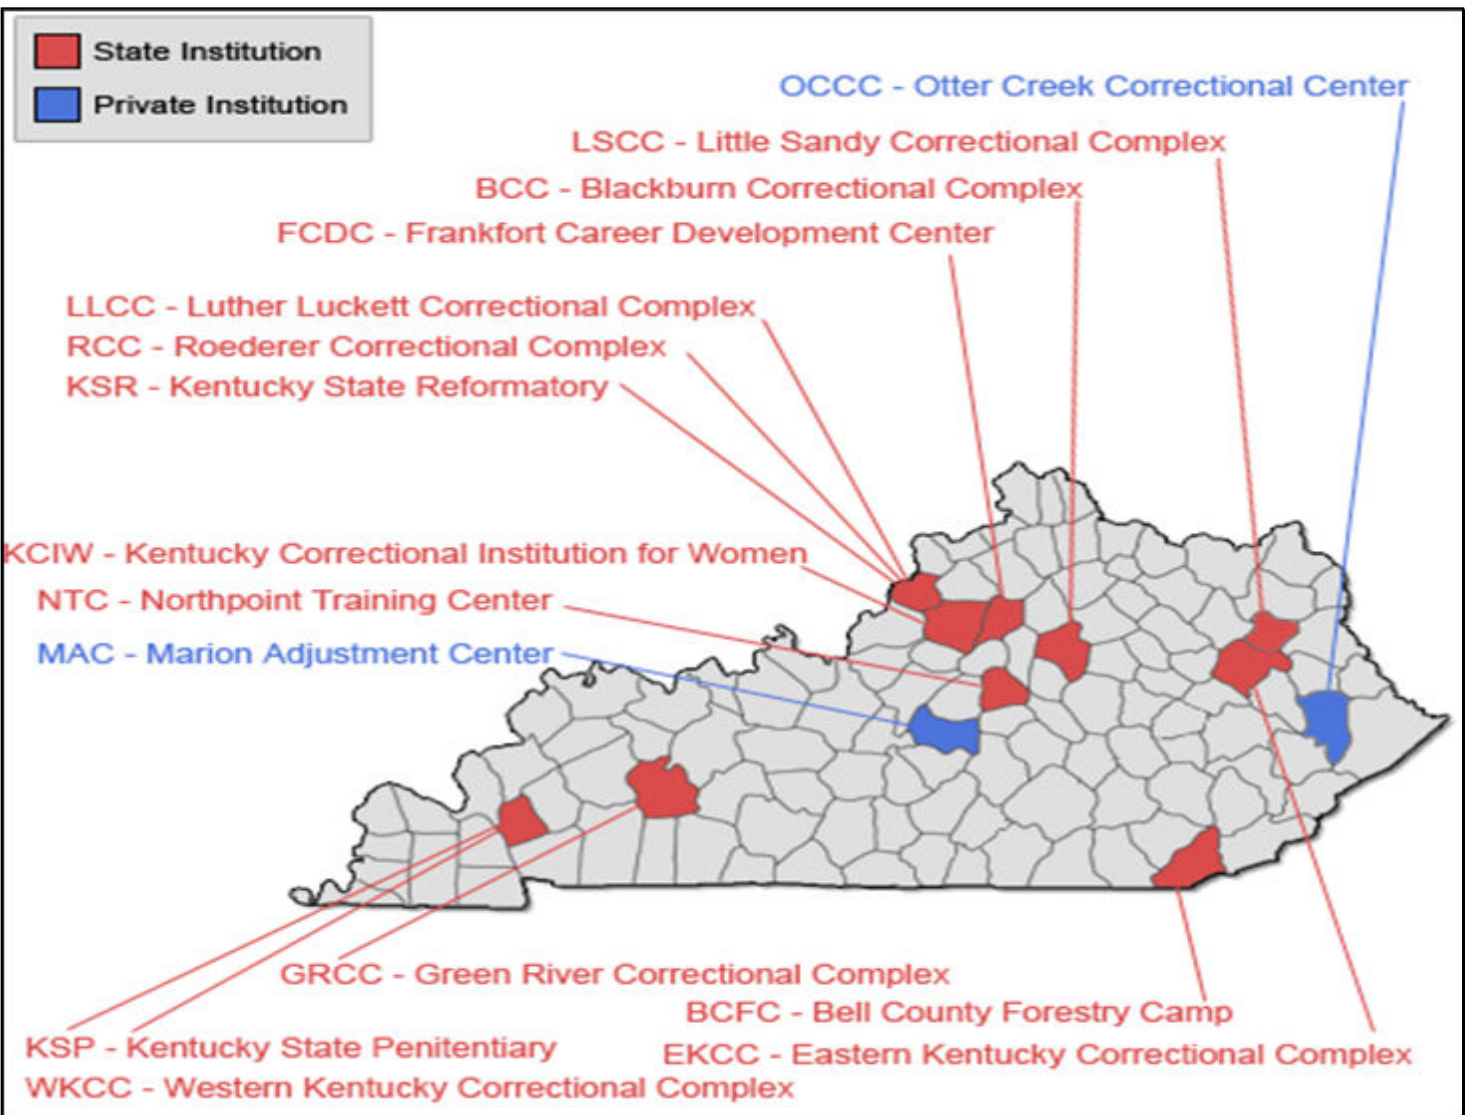 State Institution
Private Institution
OCCC - Otter Creek Correctional Center
LSCC - Little Sandy Correctional Complex
BCC - Blackburn Correctional Complex
FCDC - Frankfort Career Development Center
LLCC - Luther Luckett Correctional Complex
RCC - Roederer Correctional Complex
KSR - Kentucky State Reformatory
KCIW - Kentucky Correctional Institution for Women
NTC - Northpoint Training Center
MAC - Marion Adjustment Center
GRCC - Green River Correctional Complex
BCFC - Bell County Forestry Camp
KSP - Kentucky State Penitentiary
EKCC - Eastern Kentucky Correctional Complex
WKCC - Western Kentucky Correctional Complex